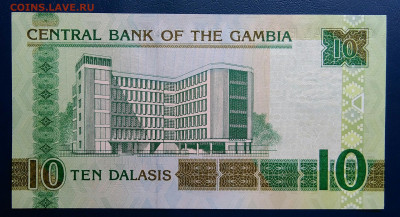 COINS.LAVE.RU
CENTRAL BANK OF THE GAMBIA
10
10 TEN DALASIS 10